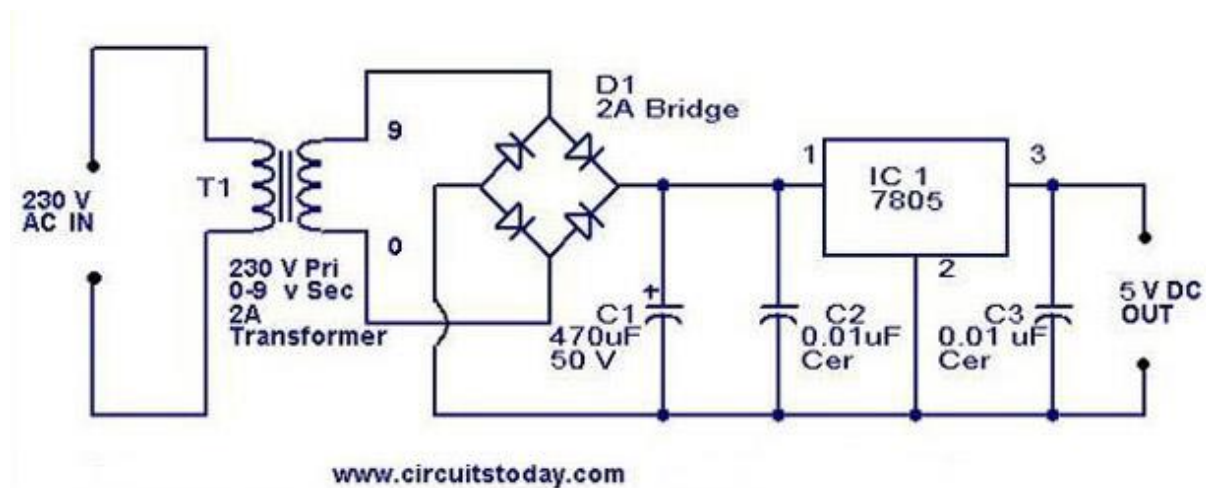 D1
2A Bridge
9
1
3
IC 1
7805
T1
230 V
AC IN
0
2
230 V Pri
0-9 v Sec
2A
Transformer
+
C1
470uF
50 V
C2
0.01uF
Cer
C3
0.01 uF
Cer
5 V DC
OUT
www.circuitstoday.com